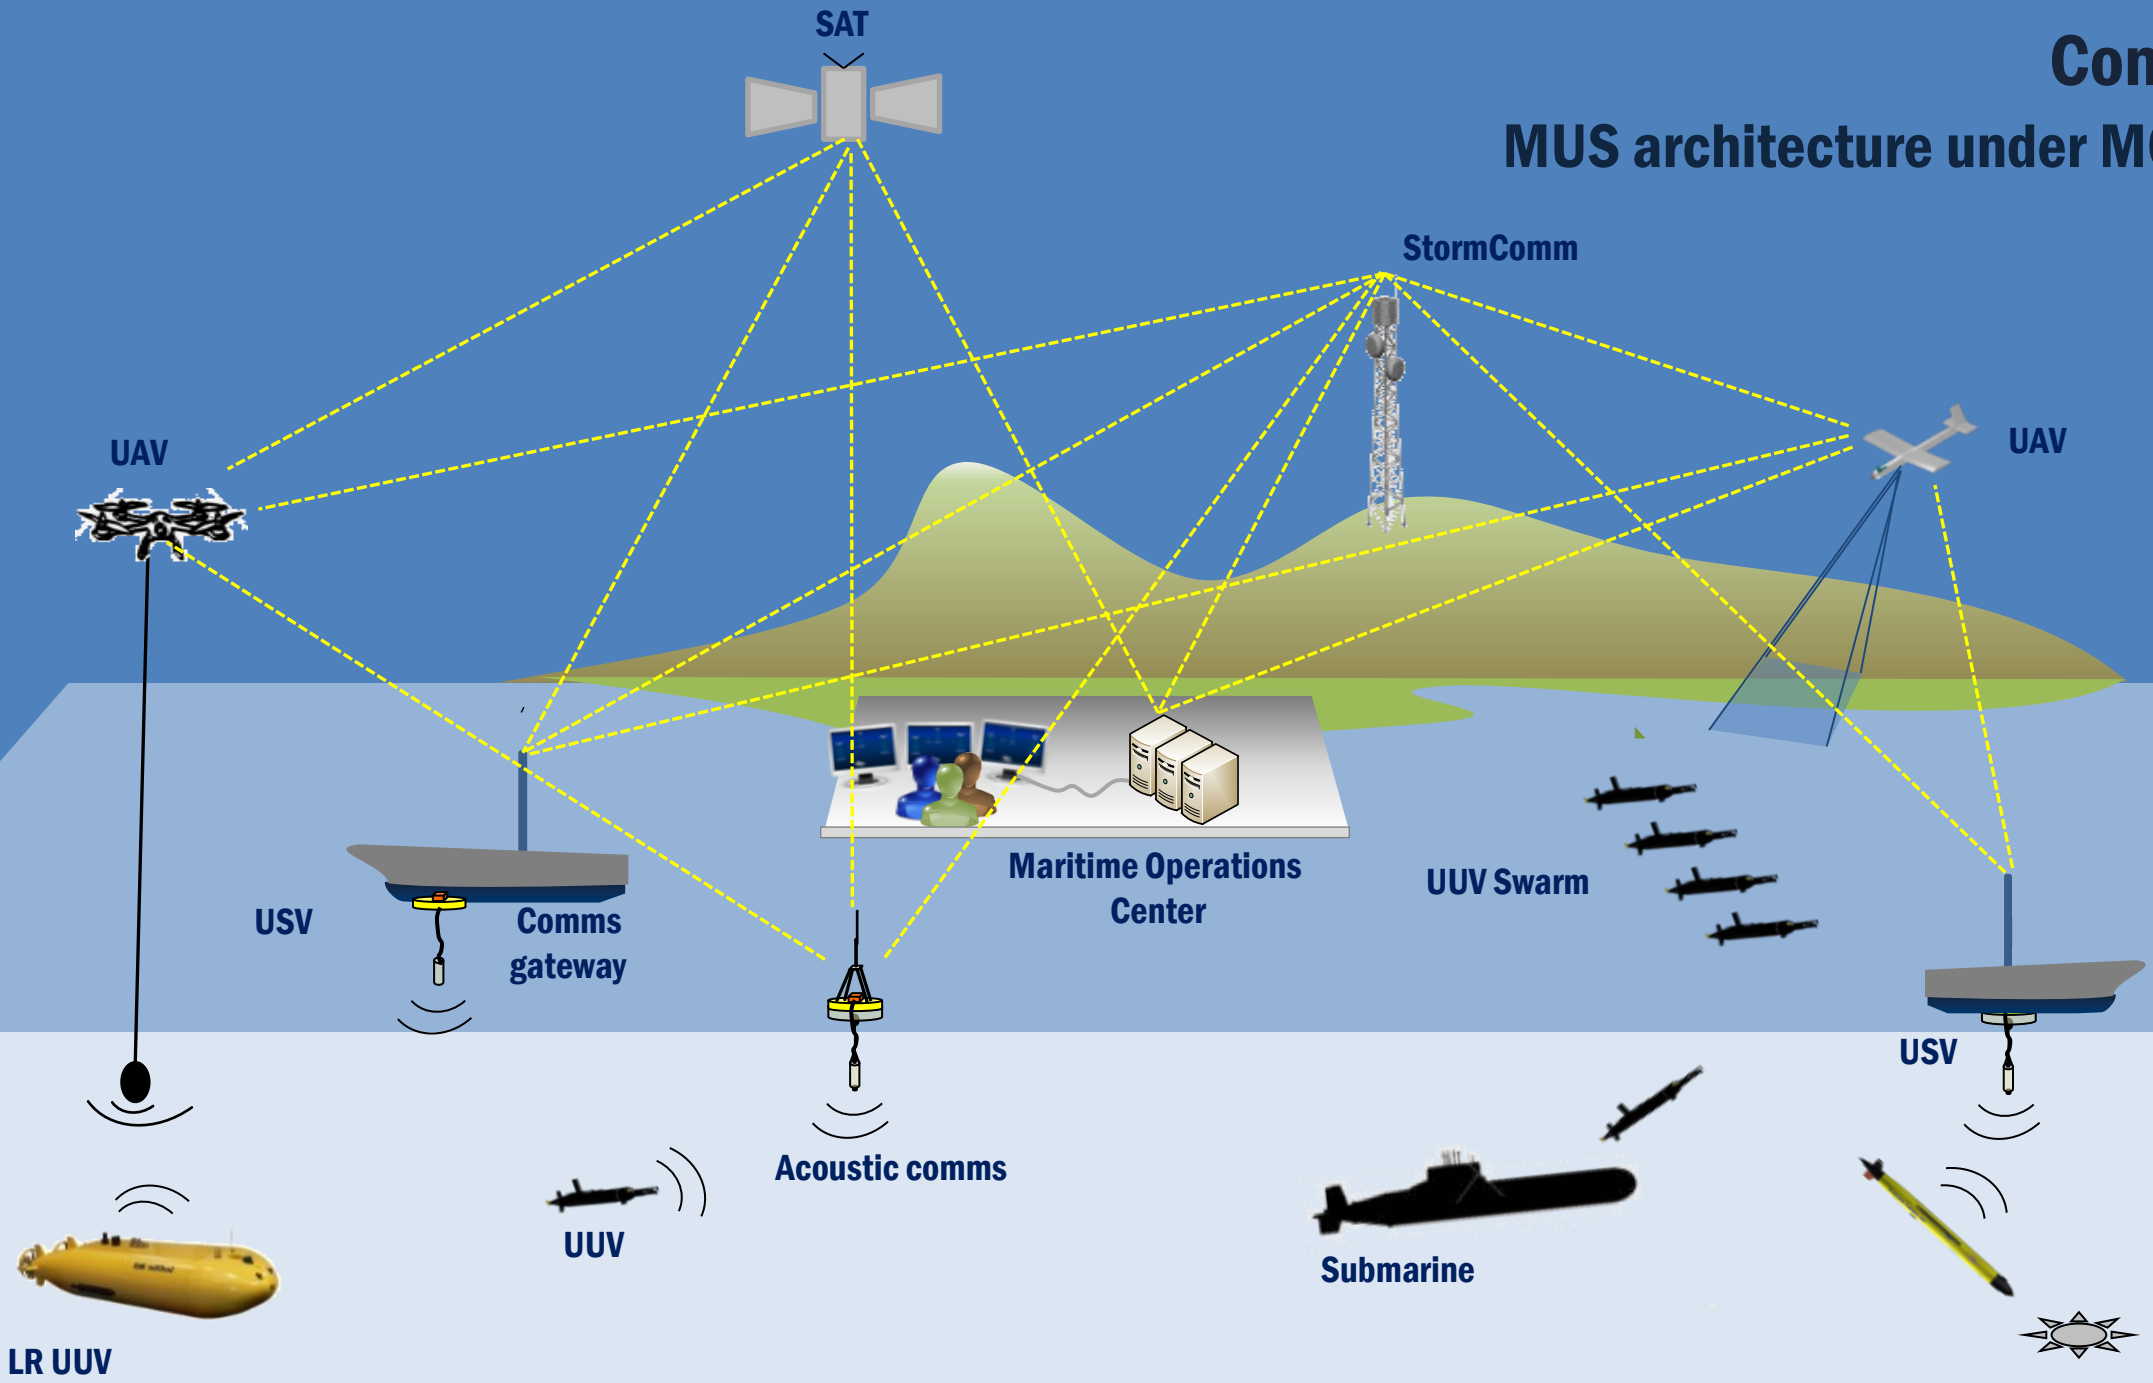 SAT
Con
MUS architecture under M
StormComm
UAV
UAV
Maritime Operations
Center
UUV Swarm
USV
Comms
gateway
USV
Acoustic comms
UUV
Submarine
LR UUV